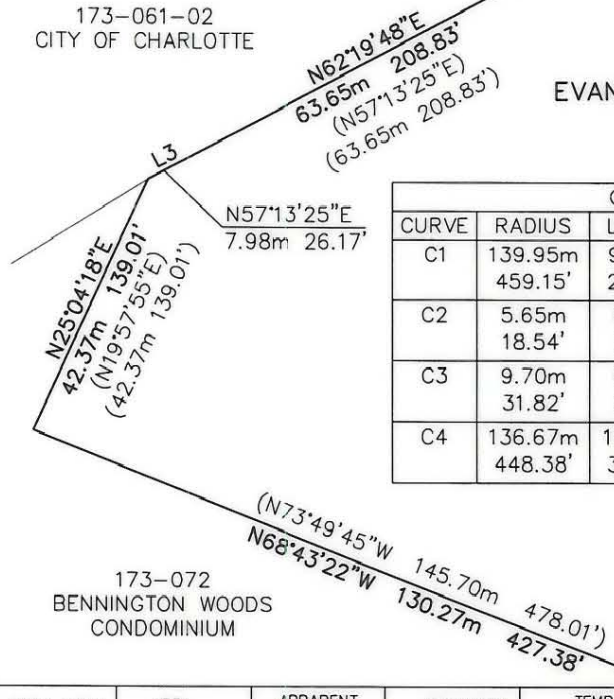 173-061-02
CITY OF CHARLOTTE
N62°19'48"E
63.65m 208.83'
(N57°13'25"E)
(63.65m 208.83')
EVAN
L3
N57°13'25"E
7.98m 26.17'
N25°04'18"E
42.37m 139.01'
(N19°57'55"E)
(42.37m 139.01')
CURVE RADIUS
C1 139.95m 9
459.15' 2
C2 5.65m
18.54'
C3 9.70m
31.82'
C4 136.67m 1
448.38' 3
(N73°49'45"W 145.70m 478.01')
N68°43'22"W 130.27m 427.38'
173-072
BENNINGTON WOODS
CONDOMINIUM